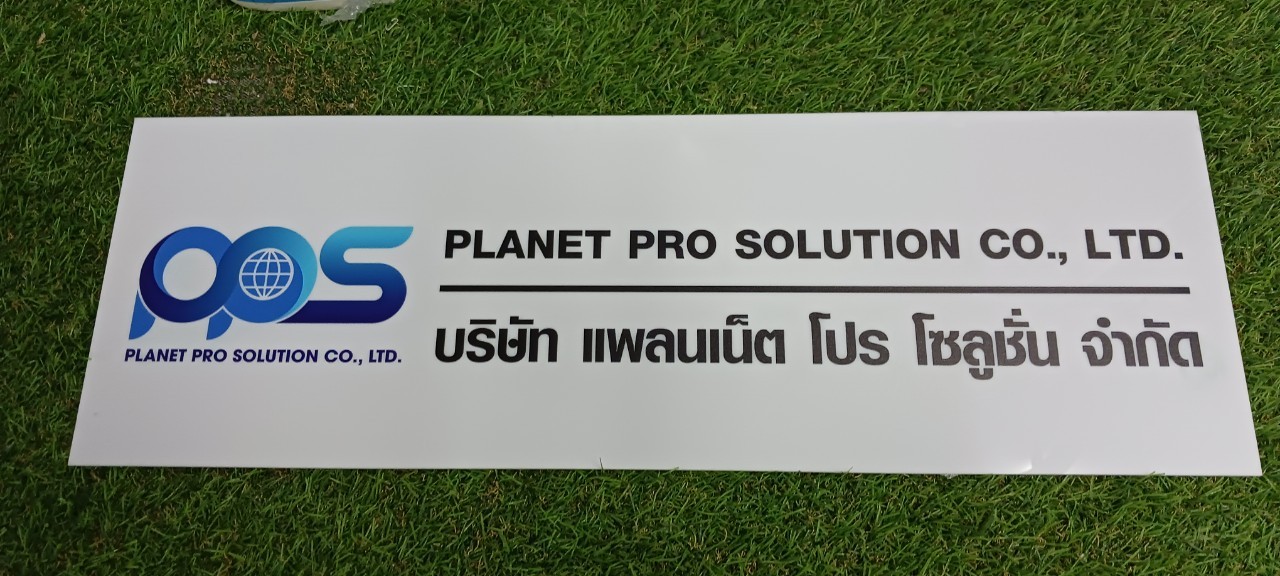 PPS
PLANET PRO SOLUTION CO., LTD.
PLANET PRO SOLUTION CO., LTD.
บริษัท แพลนเน็ต โปร โซลูชั่น จำกัด